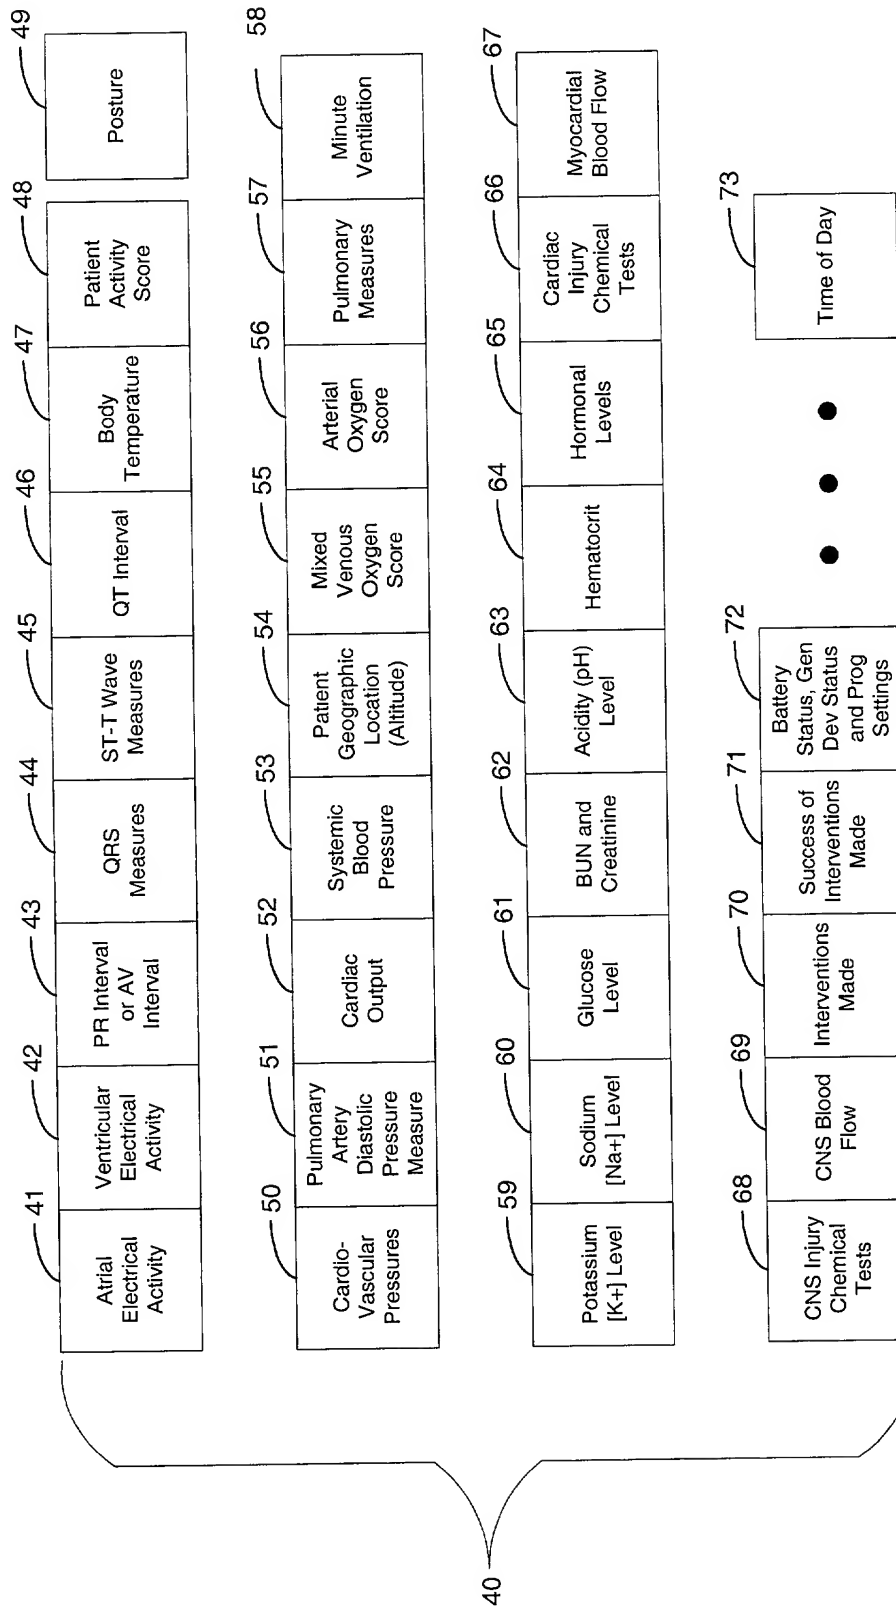 41
42
43
44
45
46
47
48
49
Atrial
Electrical
Activity
Ventricular
Electrical
Activity
PR Interval
or AV
Interval
QRS
Measures
ST-T Wave
Measures
QT Interval
Body
Temperature
Patient
Activity
Score
Posture
50
51
52
53
54
55
56
57
58
Cardio-
Vascular
Pressures
Pulmonary
Artery
Diastolic
Pressure
Measure
Cardiac
Output
Systemic
Blood
Pressure
Patient
Geographic
Location
(Altitude)
Mixed
Venous
Oxygen
Score
Arterial
Oxygen
Score
Pulmonary
Measures
Minute
Ventilation
59
60
61
62
63
64
65
66
67
Potassium
[K+] Level
Sodium
[Na+] Level
Glucose
Level
BUN and
Creatinine
Acidity (pH)
Level
Hematocrit
Hormonal
Levels
Cardiac
Injury
Chemical
Tests
Myocardial
Blood Flow
68
69
70
71
72
73
CNS Injury
Chemical
Tests
CNS Blood
Flow
Interventions
Made
Success of
Interventions
Made
Battery
Status, Gen
Dev Status
and Prog
Settings
Time of Day
40